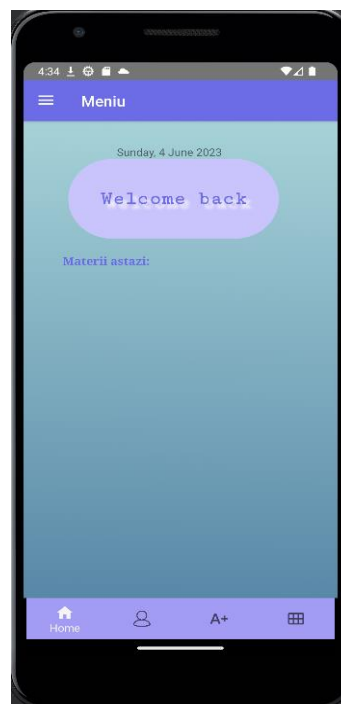 4:34
Meniu
Sunday, 4 June 2023
Welcome back
Materii astazi:
Home
A+